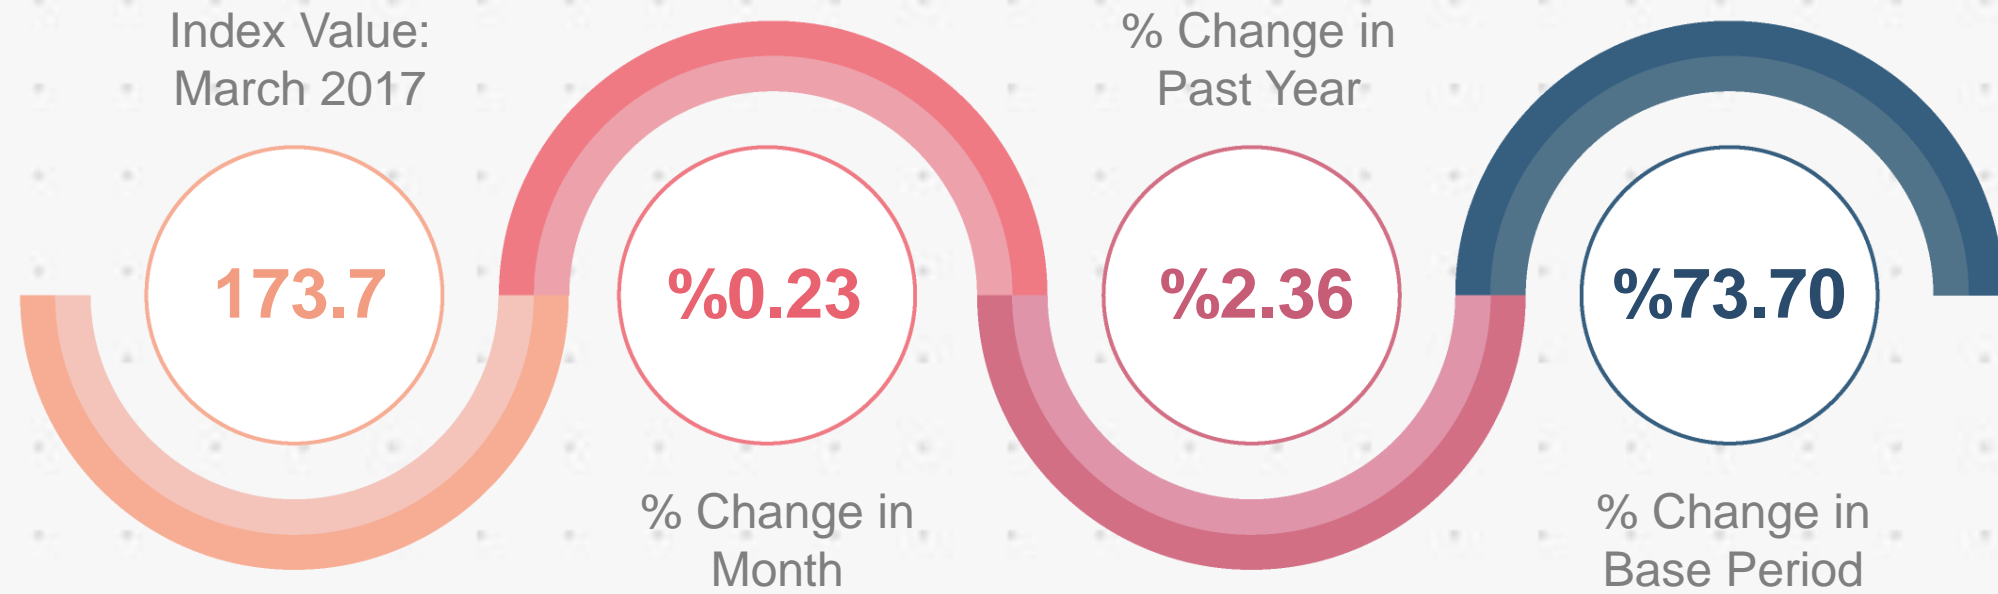 Index Value:
March 2017
173.7
%0.23
% Change in
Month
% Change in
Past Year
%2.36
%73.70
% Change in
Base Period